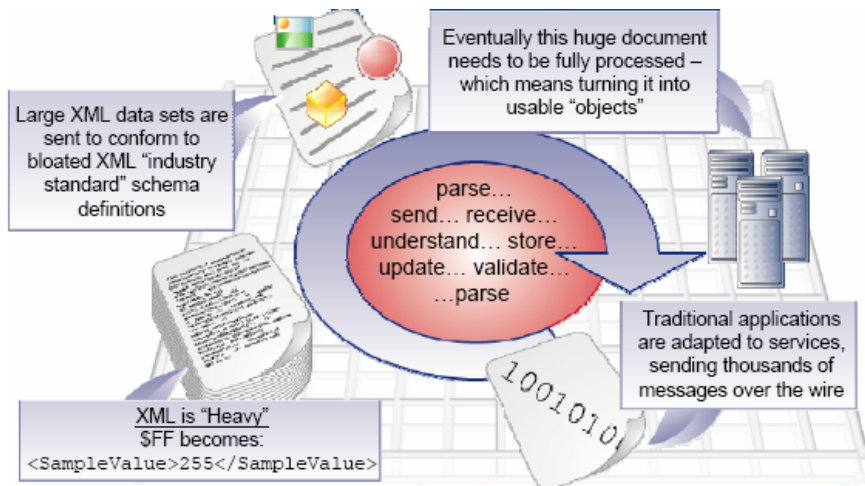 Eventually this huge document
needs to be fully processed –
which means turning it into
usable “objects”
Large XML data sets are
sent to conform to
bloated XML “industry
standard” schema
definitions
parse…
send… receive…
understand… store…
update… validate…
…parse
Traditional applications
are adapted to services,
sending thousands of
messages over the wire
1001010
XML is “Heavy”
$FF becomes:
<SampleValue>255</SampleValue>